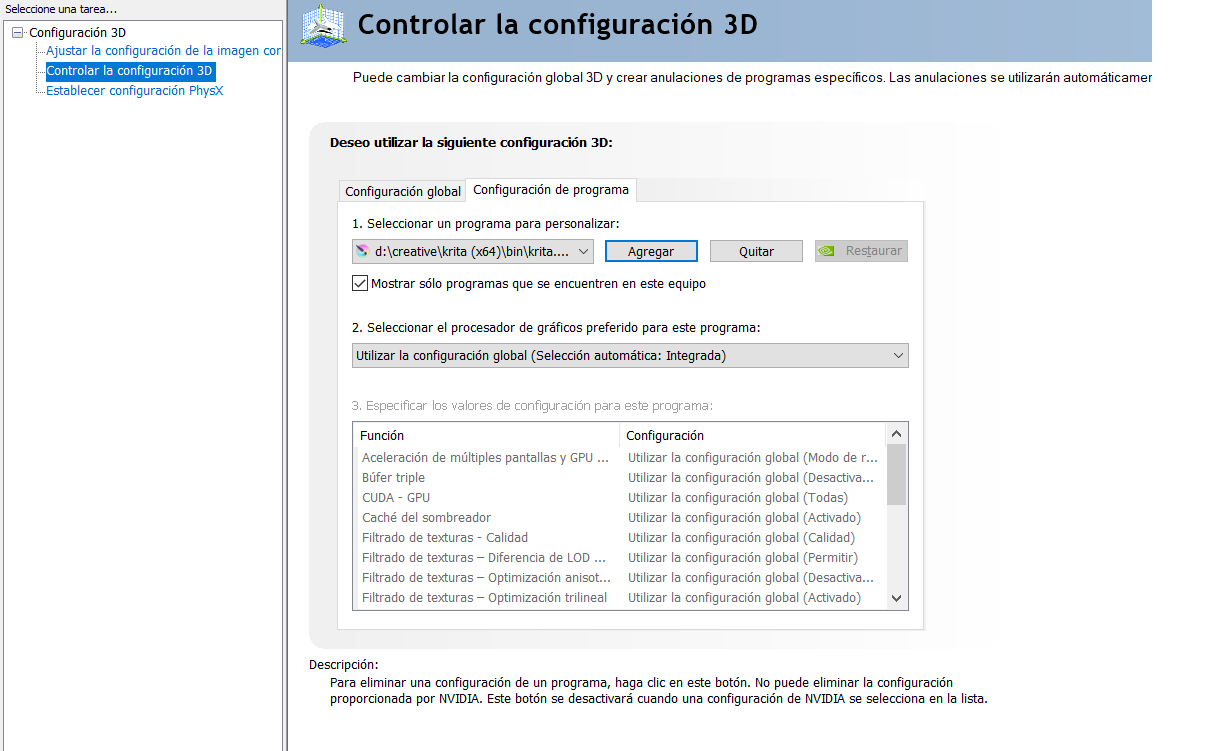 Seleccione una tarea...
Configuración 3D
Ajustar la configuración de la imagen cor
Controlar la configuración 3D
Establecer configuración PhysX
Controlar la configuración 3D
Puede cambiar la configuración global 3D y crear anulaciones de programas específicos. Las anulaciones se utilizarán automáticamer
Deseo utilizar la siguiente configuración 3D:
Configuración global
Configuración de programa
1. Seleccionar un programa para personalizar:
d:\creative\krita (x64)\bin\krita....
Agregar
Quitar
Restaurar
Mostrar sólo programas que se encuentren en este equipo
2. Seleccionar el procesador de gráficos preferido para este programa:
Utilizar la configuración global (Selección automática: Integrada)
3. Especificar los valores de configuración para este programa:
Función Configuración
Aceleración de múltiples pantallas y GPU ... Utilizar la configuración global (Modo de r...
Búfer triple Utilizar la configuración global (Desactiva...
CUDA - GPU Utilizar la configuración global (Todas)
Caché del sombreador Utilizar la configuración global (Activado)
Filtrado de texturas - Calidad Utilizar la configuración global (Calidad)
Filtrado de texturas – Diferencia de LOD ... Utilizar la configuración global (Permitir)
Filtrado de texturas – Optimización anisot... Utilizar la configuración global (Desactiva...
Filtrado de texturas – Optimización trilineal Utilizar la configuración global (Activado)
Descripción:
Para eliminar una configuración de un programa, haga clic en este botón. No puede eliminar la configuración
proporcionada por NVIDIA. Este botón se desactivará cuando una configuración de NVIDIA se selecciona en la lista.